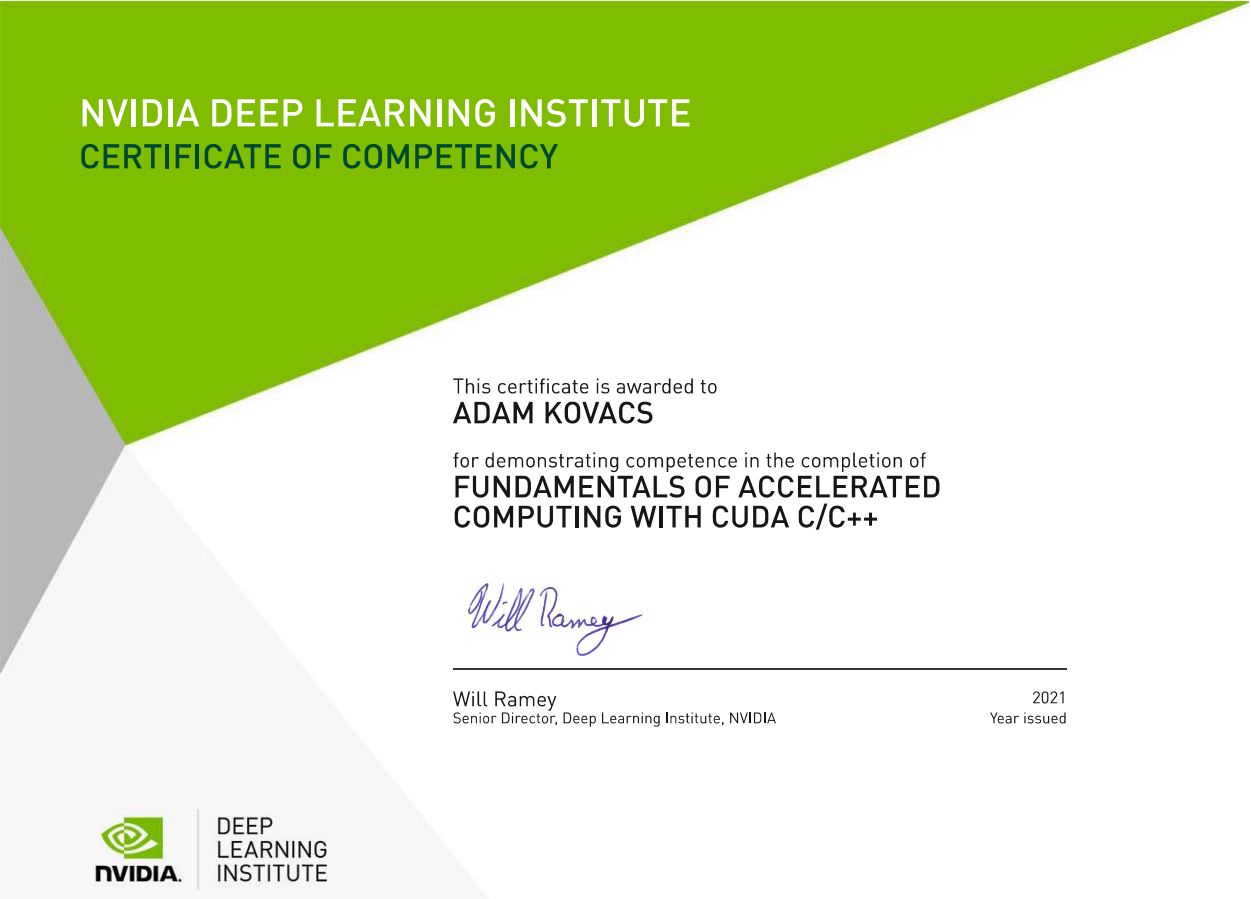 NVIDIA DEEP LEARNING INSTITUTE
CERTIFICATE OF COMPETENCY
This certificate is awarded to
ADAM KOVACS
for demonstrating competence in the completion of
FUNDAMENTALS OF ACCELERATED
COMPUTING WITH CUDA C/C++
Will Ramey
Will Ramey
Senior Director, Deep Learning Institute, NVIDIA
2021
Year issued
NVIDIA.
DEEP
LEARNING
INSTITUTE